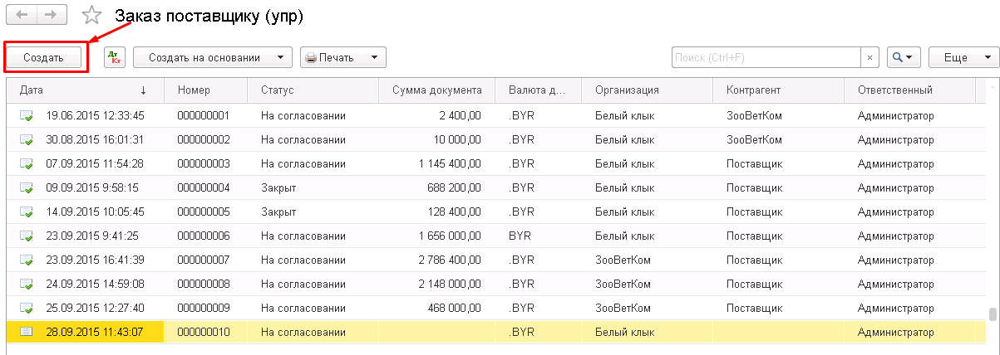 Заказ поставщику (упр)
Создать Дт Кт Создать на основании Печать Поиск (Ctrl+F) × Еще
Дата ↓ Номер Статус Сумма документа Валюта д... Организация Контрагент Ответственный
19.06.2015 12:33:45 000000001 На согласовании 2 400,00 .BYR Белый клык ЗооВетКом Администратор
30.08.2015 16:01:31 000000002 На согласовании 10 000,00 .BYR Белый клык ЗооВетКом Администратор
07.09.2015 11:54:28 000000003 На согласовании 1 145 400,00 .BYR Белый клык Поставщик Администратор
09.09.2015 9:58:15 000000004 Закрыт 688 200,00 .BYR Белый клык Поставщик Администратор
14.09.2015 10:05:45 000000005 Закрыт 128 400,00 .BYR Белый клык Поставщик Администратор
23.09.2015 9:41:25 000000006 На согласовании 1 656 000,00 BYR Белый клык Поставщик Администратор
23.09.2015 16:41:39 000000007 На согласовании 2 786 400,00 .BYR ЗооВетКом Поставщик Администратор
24.09.2015 14:59:08 000000008 На согласовании 2 148 000,00 .BYR ЗооВетКом Поставщик Администратор
25.09.2015 12:27:40 000000009 На согласовании 468 000,00 .BYR ЗооВетКом Поставщик Администратор
28.09.2015 11:43:07 000000010 На согласовании .BYR Белый клык Администратор